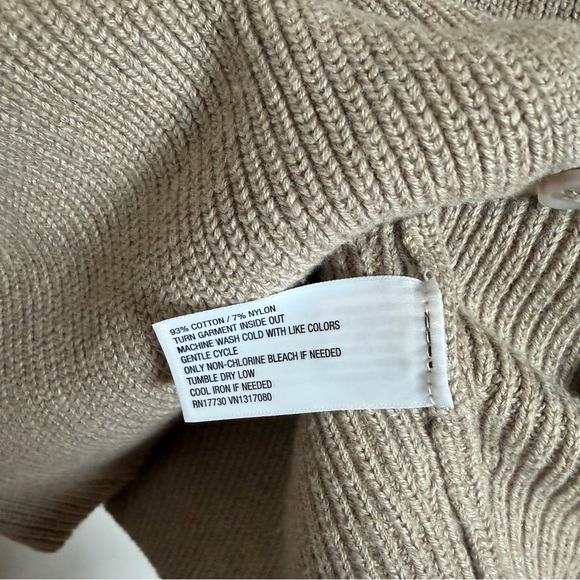 93% COTTON / 7% NYLON
TURN GARMENT INSIDE OUT
MACHINE WASH COLD WITH LIKE COLORS
GENTLE CYCLE
ONLY NON-CHLORINE BLEACH IF NEEDED
TUMBLE DRY LOW
COOL IRON IF NEEDED
RN17730 VN1317080